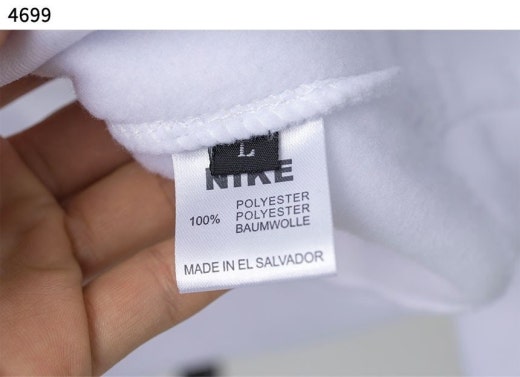 4699
L
NIKE
100%
POLYESTER
POLYESTER
BAUMWOLLE
MADE IN EL SALVADOR